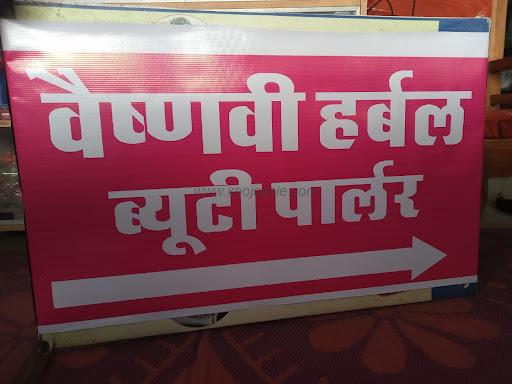 वैष्णवी हर्बल
ब्यूटी पार्लर